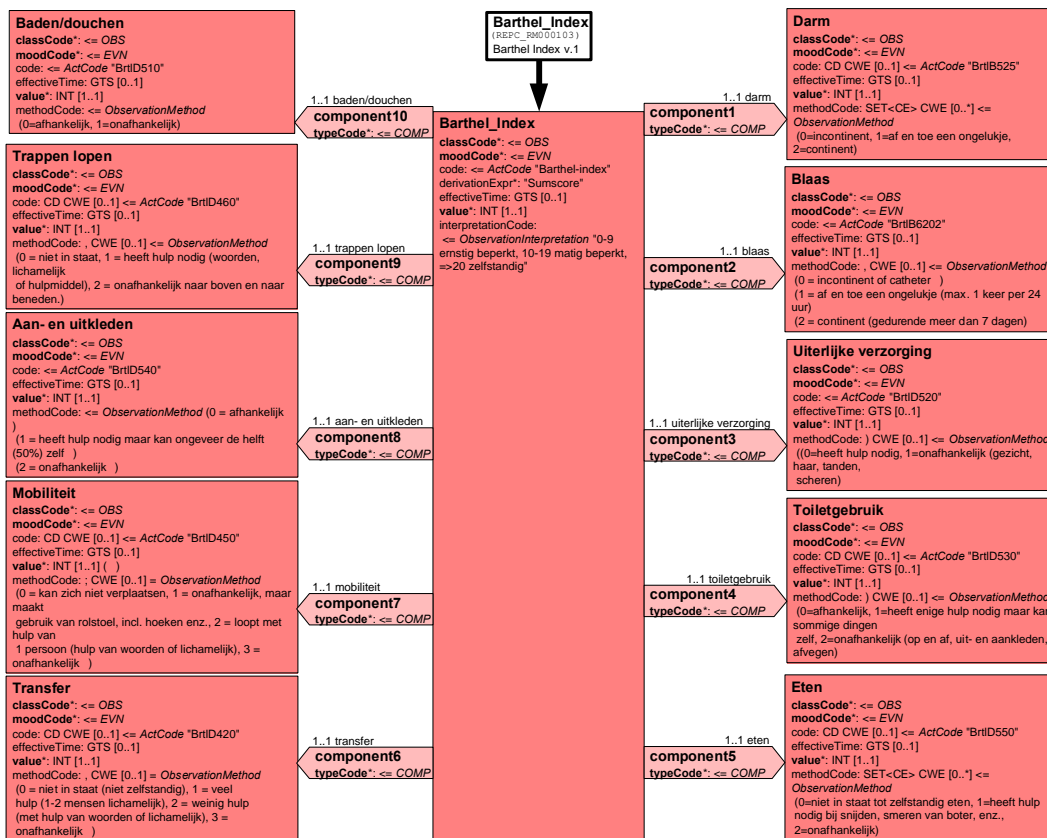 Barthel_Index
(REPC_RM000103)
Barthel Index v.1
Baden/douchen
classCode*: <= OBS
moodCode*: <= EVN
code: <= ActCode "BrtlD510"
effectiveTime: GTS [0..1]
value*: INT [1..1]
methodCode: <= ObservationMethod
(0=afhankelijk, 1=onafhankelijk)
1..1 baden/douchen
component10
typeCode*: <= COMP
Trappen lopen
classCode*: <= OBS
moodCode*: <= EVN
code: CD CWE [0..1] <= ActCode "BrtlD460"
effectiveTime: GTS [0..1]
value*: INT [1..1]
methodCode: , CWE [0..1] <= ObservationMethod
(0 = niet in staat, 1 = heeft hulp nodig (woorden,
lichamelijk
of hulpmiddel), 2 = onafhankelijk naar boven en naar
beneden.)
1..1 trappen lopen
component9
typeCode*: <= COMP
Aan- en uitkleden
classCode*: <= OBS
moodCode*: <= EVN
code: <= ActCode "BrtlD540"
effectiveTime: GTS [0..1]
value*: INT [1..1]
methodCode: <= ObservationMethod (0 = afhankelijk
)
(1 = heeft hulp nodig maar kan ongeveer de helft
(50%) zelf )
(2 = onafhankelijk )
1..1 aan- en uitkleden
component8
typeCode*: <= COMP
Mobiliteit
classCode*: <= OBS
moodCode*: <= EVN
code: CD CWE [0..1] <= ActCode "BrtlD450"
effectiveTime: GTS [0..1]
value*: INT [1..1] ( )
methodCode: ; CWE [0..1] = ObservationMethod
(0 = kan zich niet verplaatsen, 1 = onafhankelijk, maar
maakt
gebruik van rolstoel, incl. hoeken enz., 2 = loopt met
hulp van
1 persoon (hulp van woorden of lichamelijk), 3 =
onafhankelijk )
1..1 mobiliteit
component7
typeCode*: <= COMP
Transfer
classCode*: <= OBS
moodCode*: <= EVN
code: CD CWE [0..1] <= ActCode "BrtlD420"
effectiveTime: GTS [0..1]
value*: INT [1..1]
methodCode: , CWE [0..1] = ObservationMethod
(0 = niet in staat (niet zelfstandig), 1 = veel
hulp (1-2 mensen lichamelijk), 2 = weinig hulp
(met hulp van woorden of lichamelijk), 3 =
onafhankelijk )
1..1 transfer
component6
typeCode*: <= COMP
Barthel_Index
classCode*: <= OBS
moodCode*: <= EVN
code: <= ActCode "Barthel-index"
derivationExpr*: "Sumscore"
effectiveTime: GTS [0..1]
value*: INT [1..1]
interpretationCode:
<= ObservationInterpretation "0-9
ernstig beperkt, 10-19 matig beperkt,
=>20 zelfstandig"
1..1 darm
component1
typeCode*: <= COMP
Darm
classCode*: <= OBS
moodCode*: <= EVN
code: CD CWE [0..1] <= ActCode "BrtlB525"
effectiveTime: GTS [0..1]
value*: INT [1..1]
methodCode: SET<CE> CWE [0..*] <=
ObservationMethod
(0=incontinent, 1=af en toe een ongelukje,
2=continent)
1..1 blaas
component2
typeCode*: <= COMP
Blaas
classCode*: <= OBS
moodCode*: <= EVN
code: <= ActCode "BrtlB6202"
effectiveTime: GTS [0..1]
value*: INT [1..1]
methodCode: , CWE [0..1] <= ObservationMethod
(0 = incontinent of catheter )
(1 = af en toe een ongelukje (max. 1 keer per 24
uur)
(2 = continent (gedurende meer dan 7 dagen)
1..1 uiterlijke verzorging
component3
typeCode*: <= COMP
Uiterlijke verzorging
classCode*: <= OBS
moodCode*: <= EVN
code: <= ActCode "BrtlD520"
effectiveTime: GTS [0..1]
value*: INT [1..1]
methodCode: ) CWE [0..1] <= ObservationMethod
((0=heeft hulp nodig, 1=onafhankelijk (gezicht,
haar, tanden,
scheren)
1..1 toiletgebruik
component4
typeCode*: <= COMP
Toiletgebruik
classCode*: <= OBS
moodCode*: <= EVN
code: CD CWE [0..1] <= ActCode "BrtlD530"
effectiveTime: GTS [0..1]
value*: INT [1..1]
methodCode: ) CWE [0..1] <= ObservationMethod
(0=afhankelijk, 1=heeft enige hulp nodig maar kan
sommige dingen
zelf, 2=onafhankelijk (op en af, uit- en aankleden,
afvegen)
1..1 eten
component5
typeCode*: <= COMP
Eten
classCode*: <= OBS
moodCode*: <= EVN
code: CD CWE [0..1] <= ActCode "BrtlD550"
effectiveTime: GTS [0..1]
value*: INT [1..1]
methodCode: SET<CE> CWE [0..*] <=
ObservationMethod
(0=niet in staat tot zelfstandig eten, 1=heeft hulp
nodig bij snijden, smeren van boter, enz.,
2=onafhankelijk)